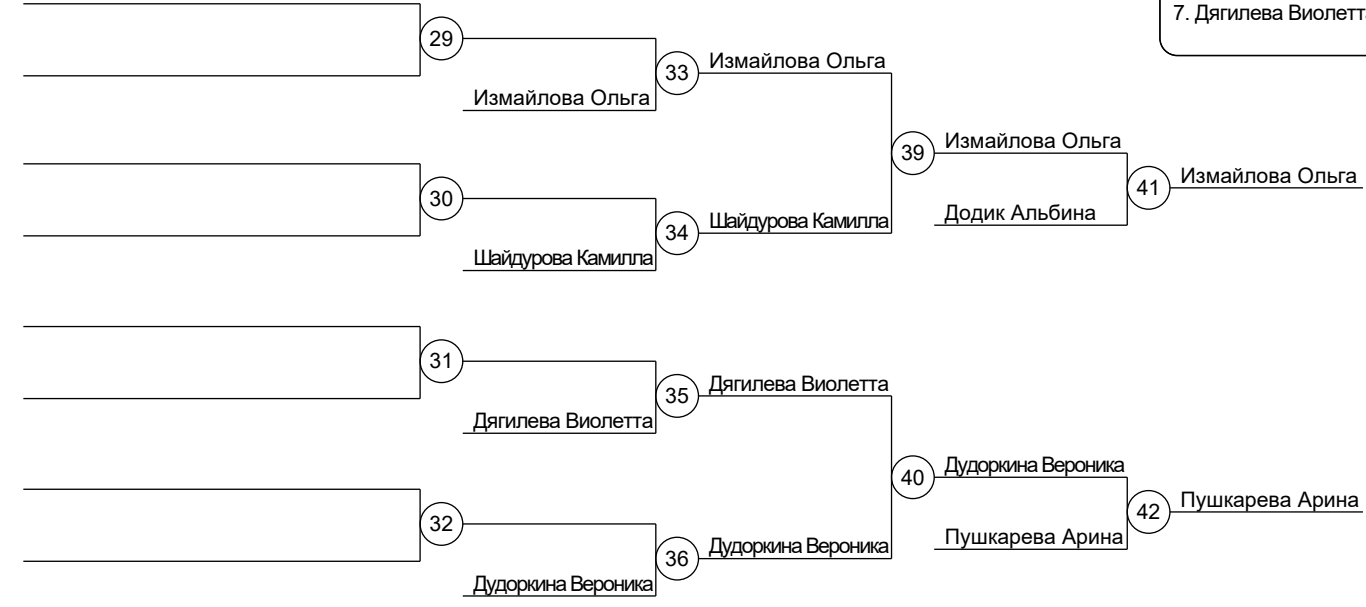 7. Дягилева Виолетта
29
33
Измайлова Ольга
Измайлова Ольга
39
Измайлова Ольга
30
34
Шайдурова Камилла
Шайдурова Камилла
Додик Альбина
41
Измайлова Ольга
31
35
Дягилева Виолетта
Дягилева Виолетта
40
Дудоркина Вероника
32
36
Дудоркина Вероника
Дудоркина Вероника
Пушкарева Арина
42
Пушкарева Арина